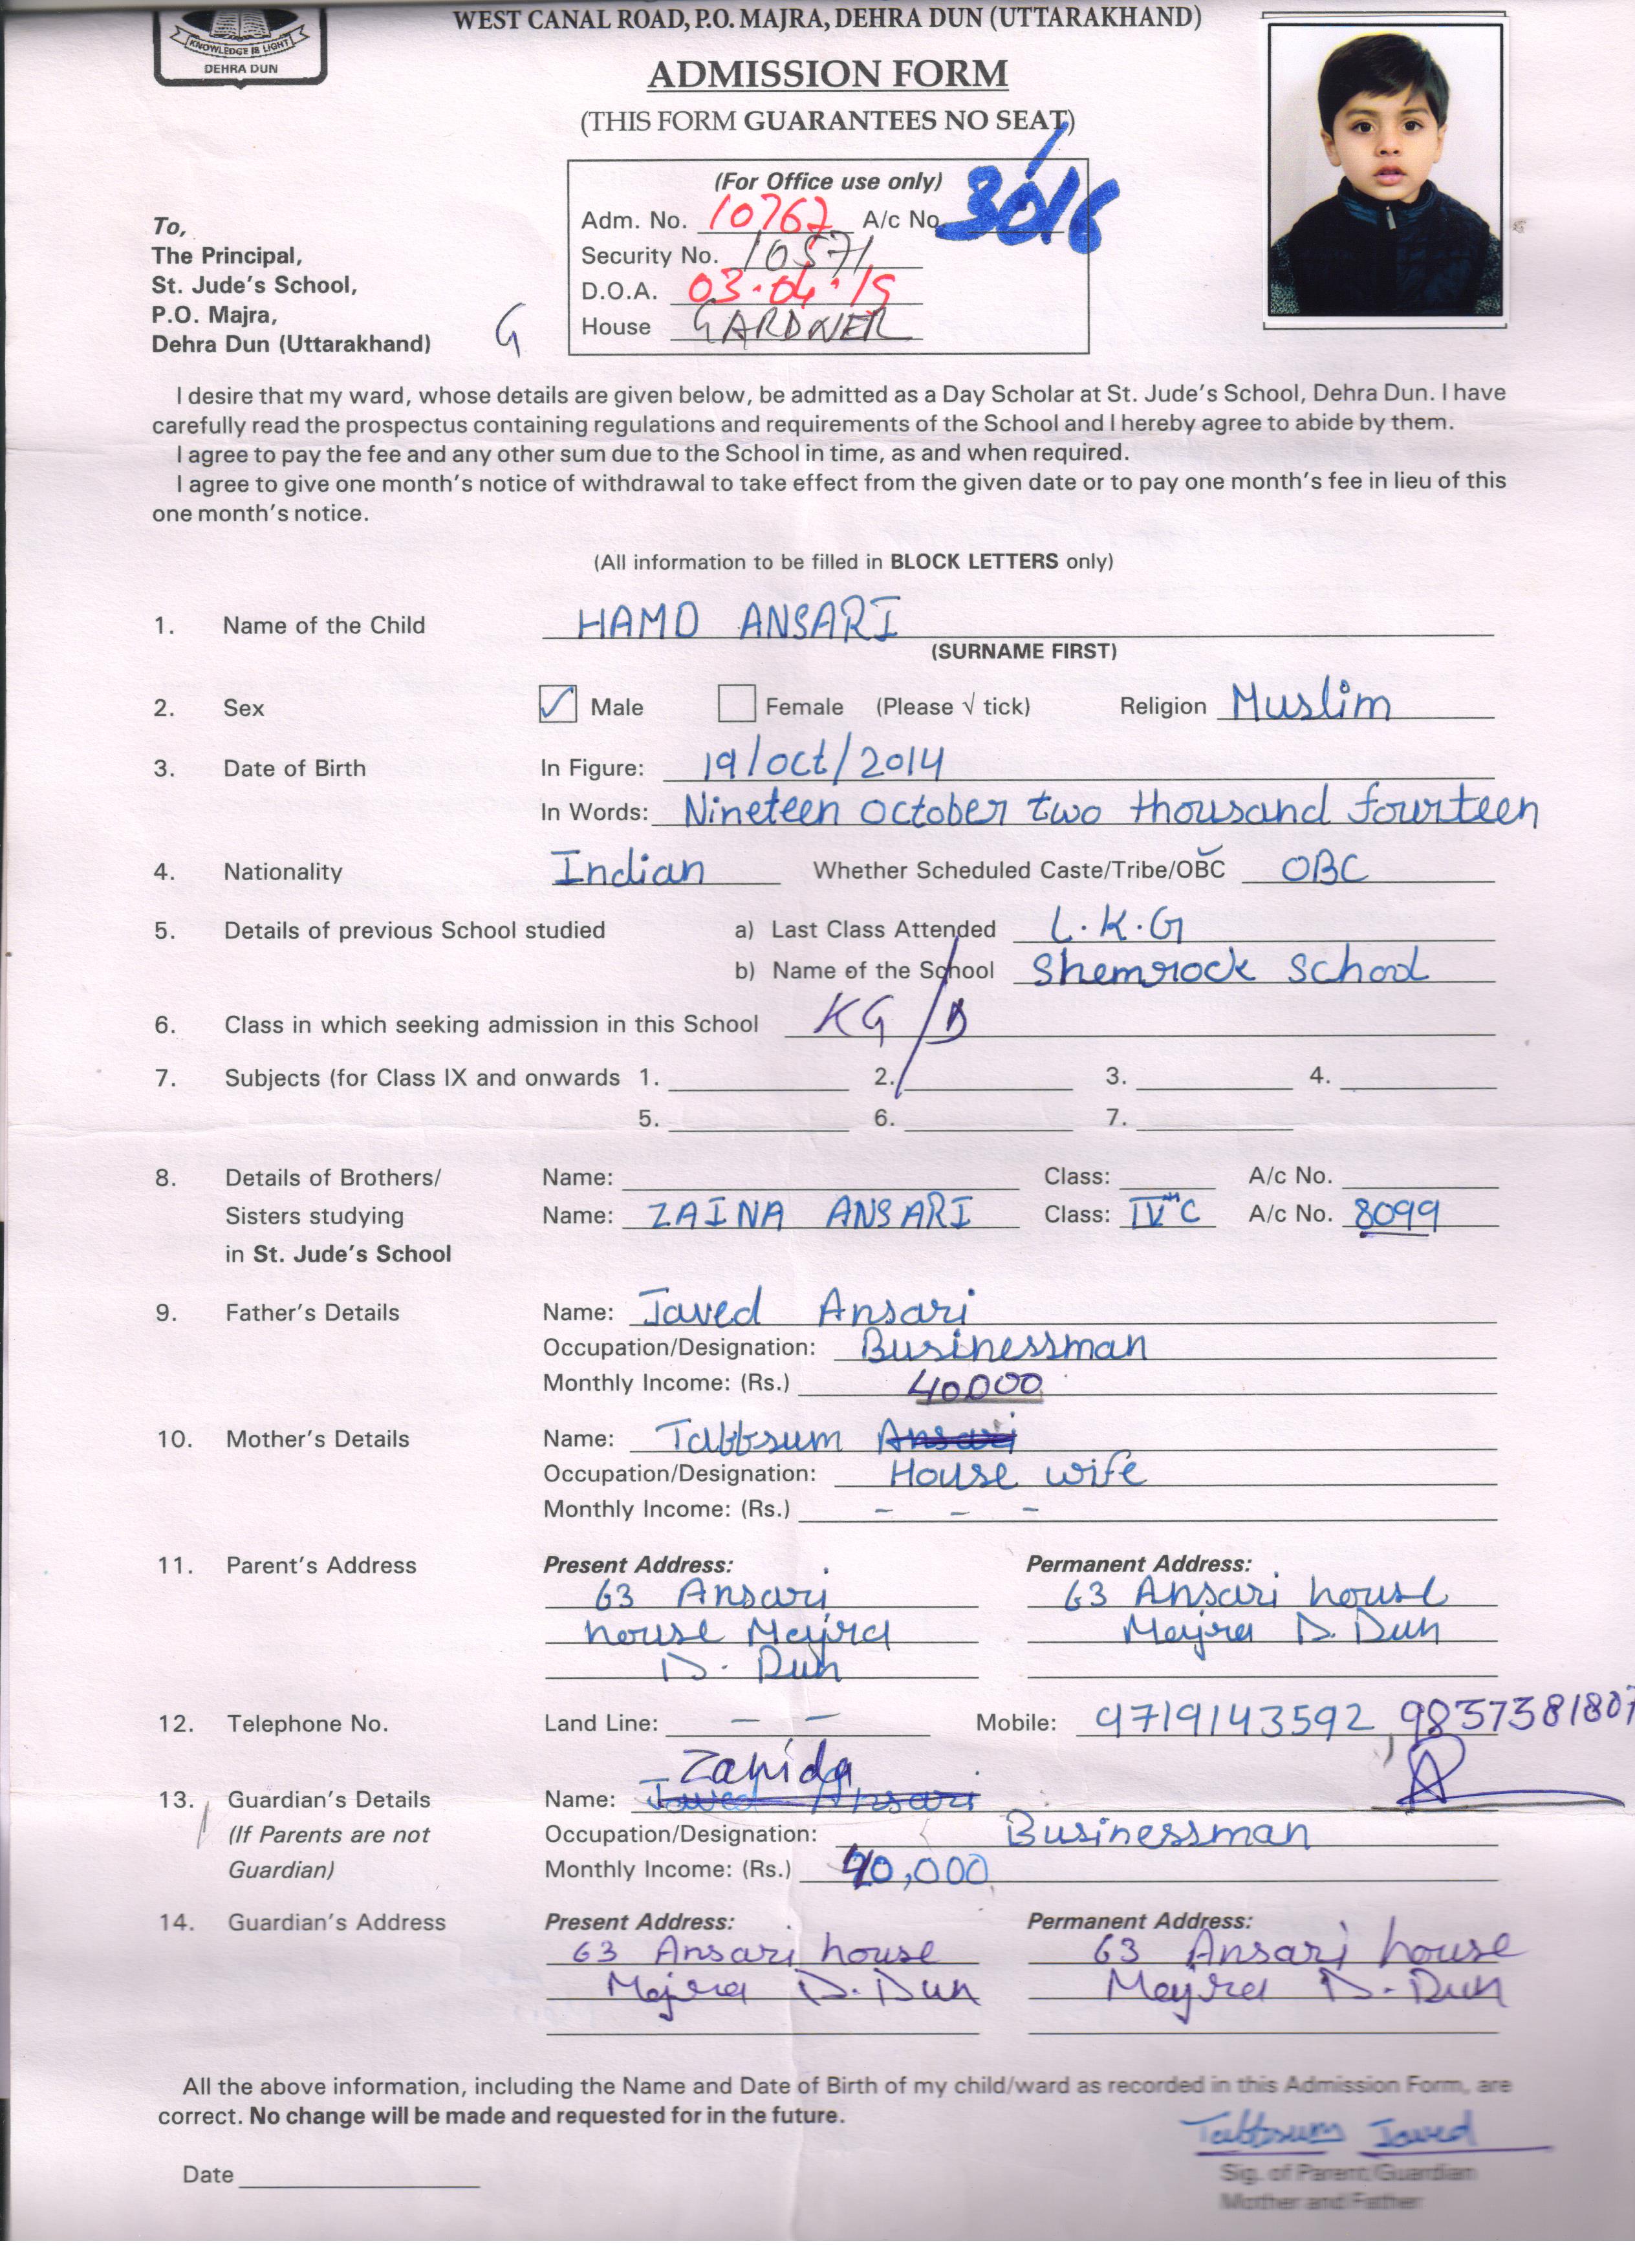 KNOWLEDGE IS LIGHT
DEHRA DUN
WEST CANAL ROAD, P.O. MAJRA, DEHRA DUN (UTTARAKHAND)
ADMISSION FORM
(THIS FORM GUARANTEES NO SEAT)
(For Office use only)
Adm. No. 10767 A/c No. 3016
Security No. 10571
D.O.A. 03.04.19
House GARDNER
To,
The Principal,
St. Jude's School,
P.O. Majra,
Dehra Dun (Uttarakhand)
G
I desire that my ward, whose details are given below, be admitted as a Day Scholar at St. Jude's School, Dehra Dun. I have
carefully read the prospectus containing regulations and requirements of the School and I hereby agree to abide by them.
I agree to pay the fee and any other sum due to the School in time, as and when required.
I agree to give one month's notice of withdrawal to take effect from the given date or to pay one month's fee in lieu of this
one month's notice.
(All information to be filled in BLOCK LETTERS only)
1. Name of the Child HAMD ANSARI
(SURNAME FIRST)
2. Sex ✓ Male Female (Please √ tick) Religion Muslim
3. Date of Birth In Figure: 19/oct/2014
In Words: Nineteen October two thousand fourteen
4. Nationality Indian Whether Scheduled Caste/Tribe/OBC OBC
5. Details of previous School studied a) Last Class Attended L.K.G
b) Name of the School Shemrock School
6. Class in which seeking admission in this School KG/B
7. Subjects (for Class IX and onwards 1. 2. 3. 4.
5. 6. 7.
8. Details of Brothers/ Name: Class: A/c No.
Sisters studying Name: ZAINA ANSARI Class: IVth C A/c No. 8099
in St. Jude's School
9. Father's Details Name: Javed Ansari
Occupation/Designation: Businessman
Monthly Income: (Rs.) 40000
10. Mother's Details Name: Tabbsum Ansari
Occupation/Designation: House wife
Monthly Income: (Rs.) - - -
11. Parent's Address Present Address: Permanent Address:
63 Ansari 63 Ansari house
house Majra Majra D. Dun
D. Dun
12. Telephone No. Land Line: - - Mobile: 9719143592 9837381807
Zahida
13. Guardian's Details Name: Javed Ansari
(If Parents are not Occupation/Designation: Businessman
Guardian) Monthly Income: (Rs.) 40,000
14. Guardian's Address Present Address: Permanent Address:
63 Ansari house 63 Ansari house
Majra D. Dun Majra D. Dun
All the above information, including the Name and Date of Birth of my child/ward as recorded in this Admission Form, are
correct. No change will be made and requested for in the future.
Tabbsum Javed
Date Sig. of Parent/Guardian
Mother and Father